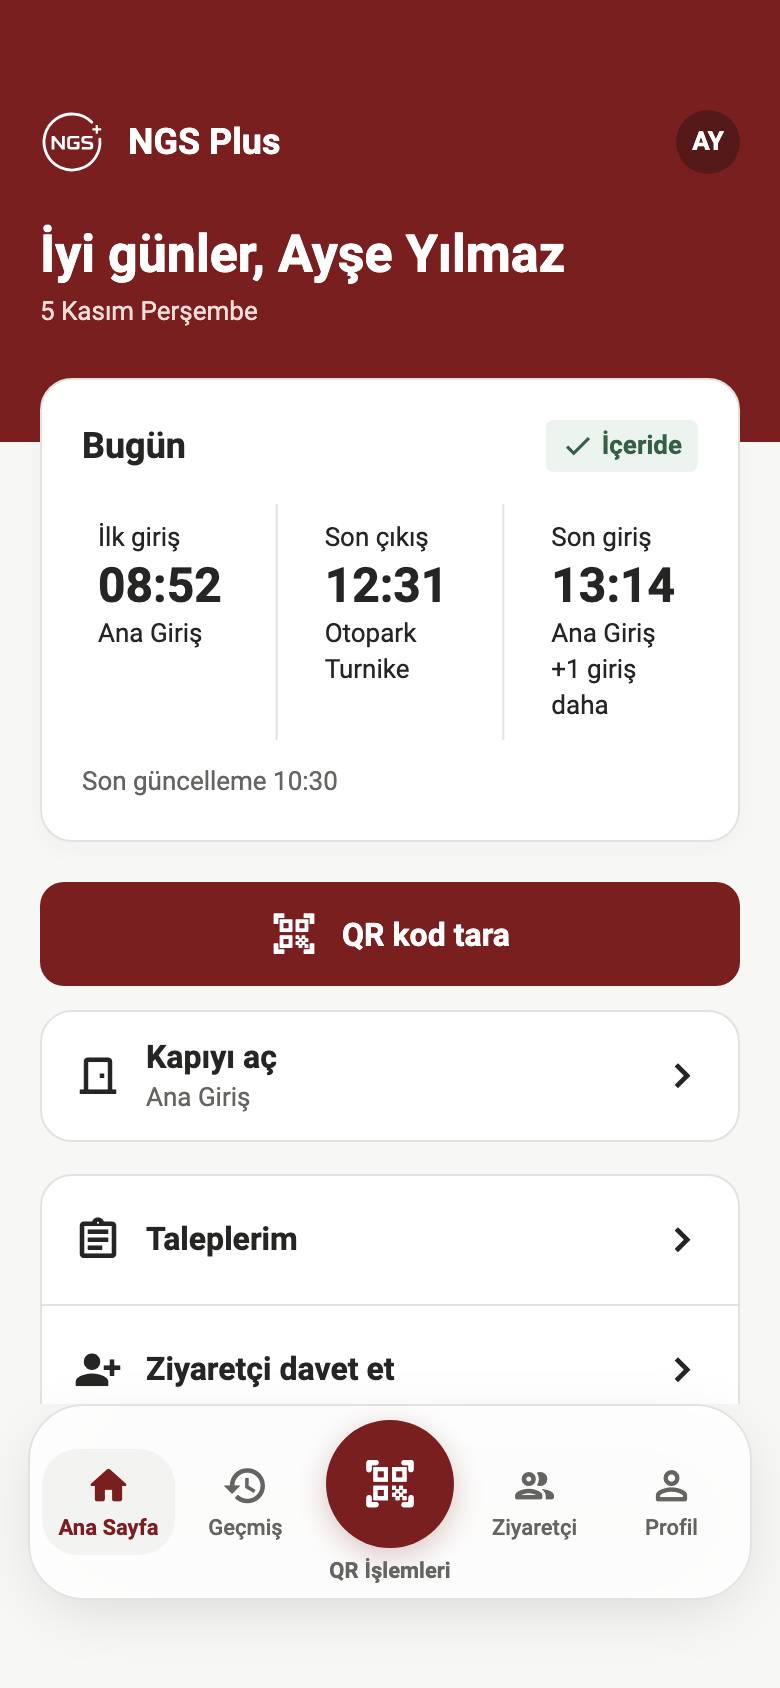 NGS+
NGS Plus
AY
İyi günler, Ayşe Yılmaz
5 Kasım Perşembe
Bugün
İçeride
İlk giriş
08:52
Ana Giriş
Son çıkış
12:31
Otopark
Turnike
Son giriş
13:14
Ana Giriş
+1 giriş
daha
Son güncelleme 10:30
QR kod tara
Kapıyı aç
Ana Giriş
Taleplerim
Ziyaretçi davet et
Ana Sayfa
Geçmiş
QR İşlemleri
Ziyaretçi
Profil